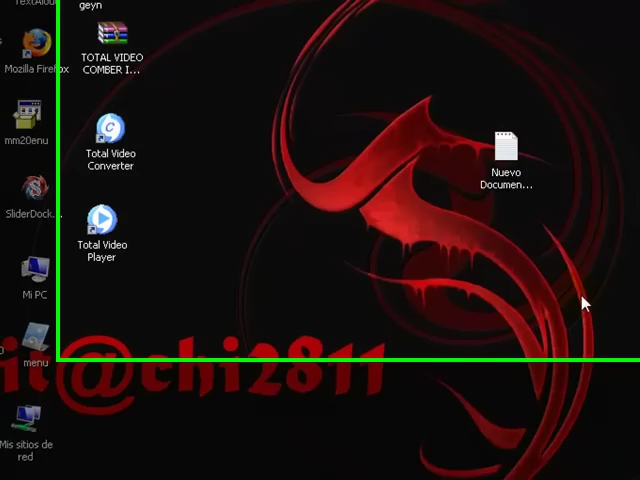 geyn
TOTAL VIDEO
COMBER I...
Mozilla Firefox
mm20enu
Total Video
Converter
Nuevo
Documen...
SliderDock...
Total Video
Player
Mi PC
menu
it@chi2811
Mis sitios de
red